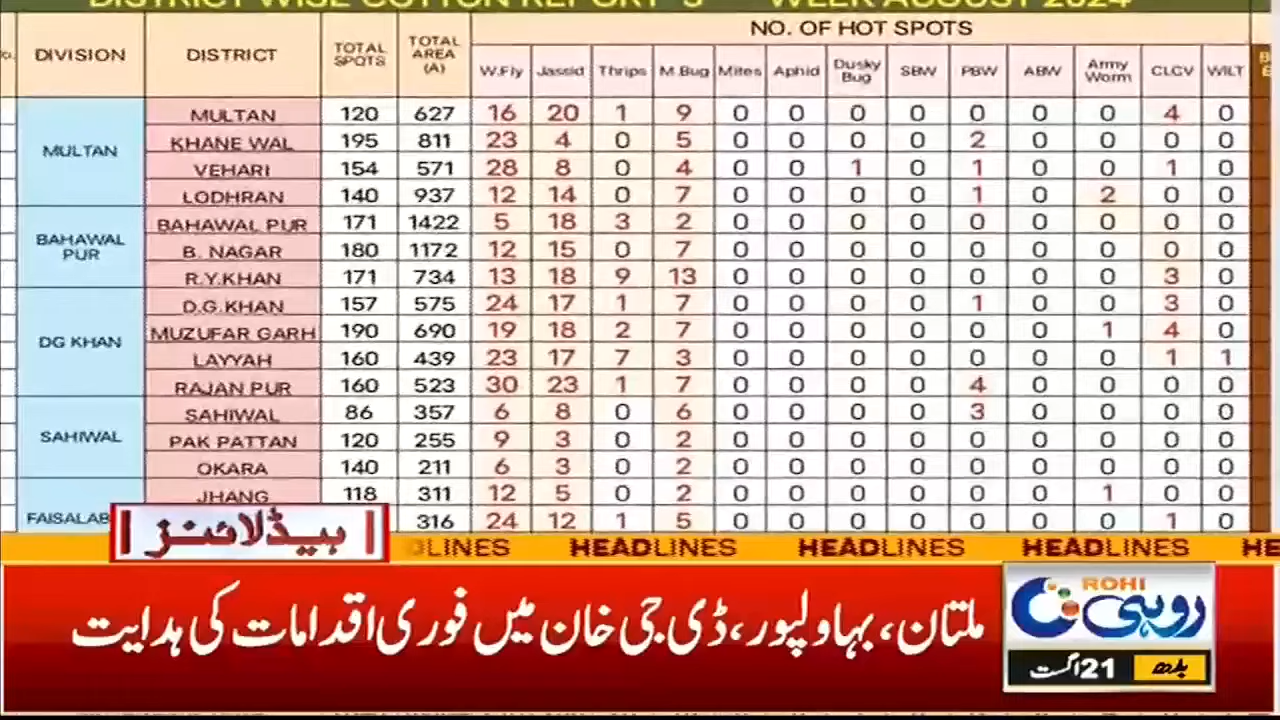 DISTRICT WISE COTTON REPORT 3 WEEK AUGUST 2024
DIVISION DISTRICT TOTAL SPOTS TOTAL AREA (A) NO. OF HOT SPOTS
W.Fly Jassid Thrips M.Bug Mites Aphid Dusky Bug SBW PBW ABW Army Worm CLCV WILT
MULTAN
MULTAN 120 627 16 20 1 9 0 0 0 0 0 0 0 4 0
KHANE WAL 195 811 23 4 0 5 0 0 0 0 2 0 0 0 0
VEHARI 154 571 28 8 0 4 0 0 1 0 1 0 0 1 0
LODHRAN 140 937 12 14 0 7 0 0 0 0 1 0 2 0 0
BAHAWAL PUR
BAHAWAL PUR 171 1422 5 18 3 2 0 0 0 0 0 0 0 0 0
B. NAGAR 180 1172 12 15 0 7 0 0 0 0 0 0 0 0 0
R.Y.KHAN 171 734 13 18 9 13 0 0 0 0 0 0 0 3 0
DG KHAN
D.G.KHAN 157 575 24 17 1 7 0 0 0 0 1 0 0 3 0
MUZUFAR GARH 190 690 19 18 2 7 0 0 0 0 0 0 1 4 0
LAYYAH 160 439 23 17 7 3 0 0 0 0 0 0 0 1 1
RAJAN PUR 160 523 30 23 1 7 0 0 0 0 4 0 0 0 0
SAHIWAL
SAHIWAL 86 357 6 8 0 6 0 0 0 0 3 0 0 0 0
PAK PATTAN 120 255 9 3 0 2 0 0 0 0 0 0 0 0 0
OKARA 140 211 6 3 0 2 0 0 0 0 0 0 0 0 0
FAISALAB
JHANG 118 311 12 5 0 2 0 0 0 0 0 0 1 0 0
316 24 12 1 5 0 0 0 0 0 0 0 1 0
ہیڈلائنز
DLINES HEADLINES HEADLINES HEADLINES HE
ملتان، بہاولپور، ڈی جی خان میں فوری اقدامات کی ہدایت
ROHI
روہی
بدھ 21 اگست